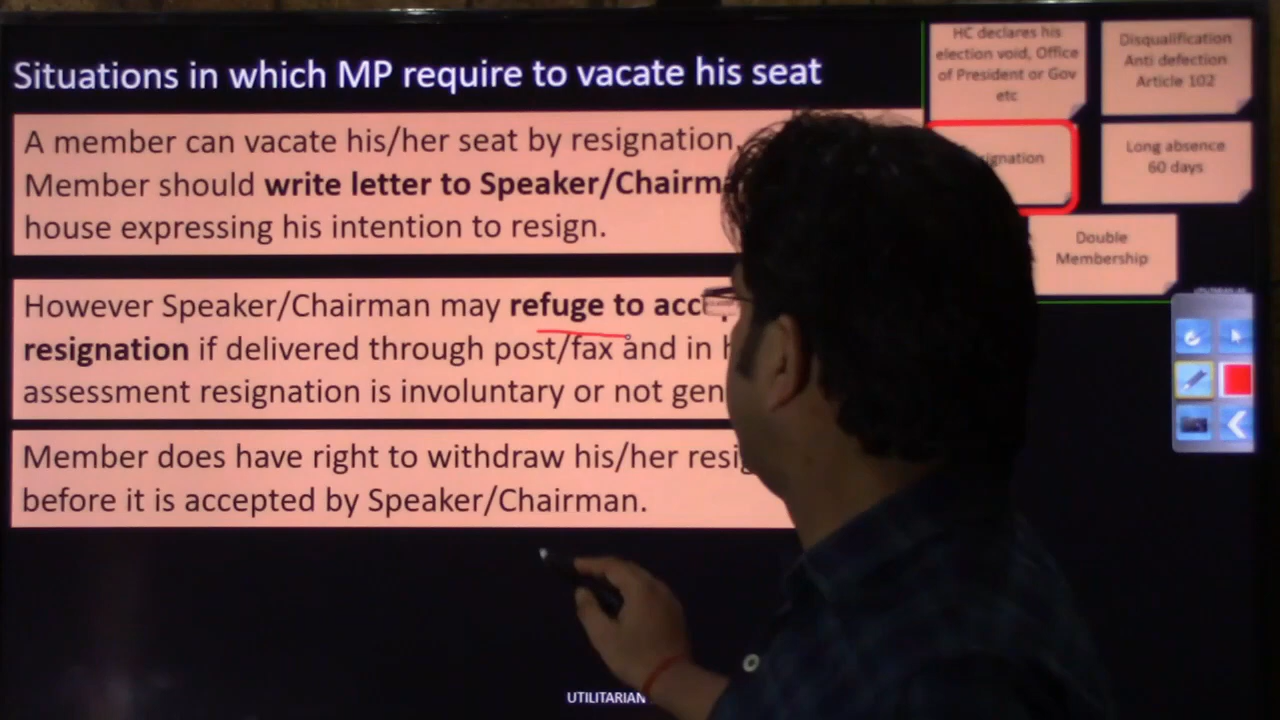 Situations in which MP require to vacate his seat
A member can vacate his/her seat by resignation.
Member should write letter to Speaker/Chairm
house expressing his intention to resign.
However Speaker/Chairman may refuge to acc
resignation if delivered through post/fax and in h
assessment resignation is involuntary or not gen
Member does have right to withdraw his/her resig
before it is accepted by Speaker/Chairman.
HC declares his
election void, Office
of President or Gov
etc
Disqualification
Anti defection
Article 102
ignation
Long absence
60 days
Double
Membership
UTILITARIAN